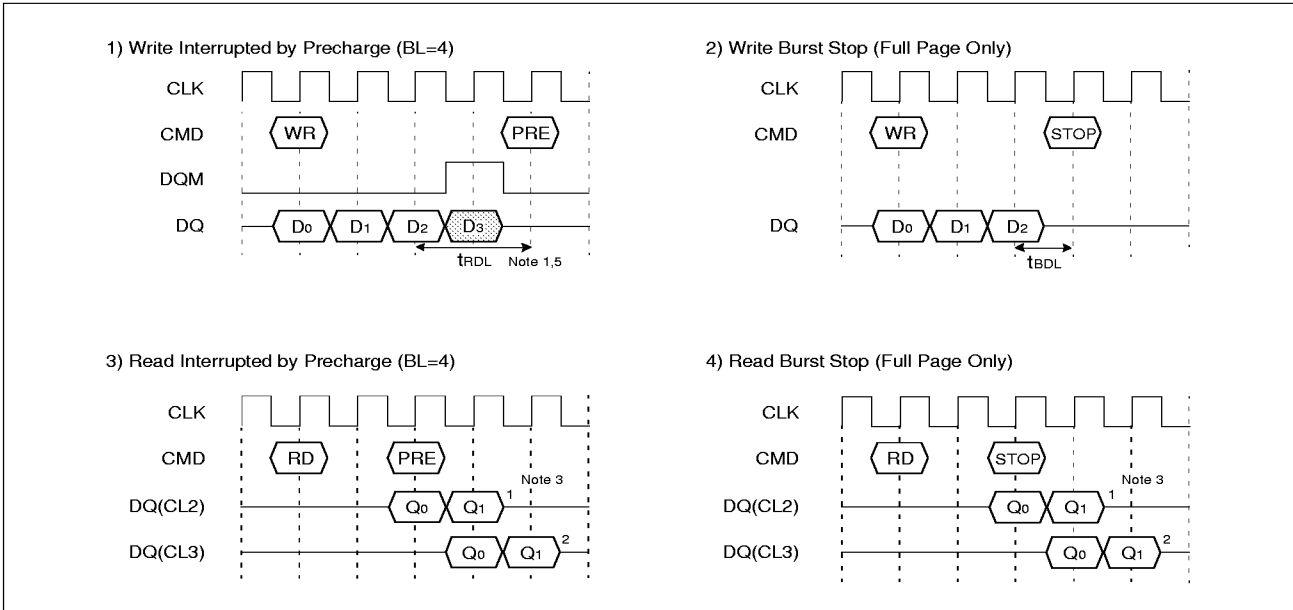 1) Write Interrupted by Precharge (BL=4)
CLK
CMD WR PRE
DQM
DQ D0 D1 D2 D3
tRDL Note 1,5
2) Write Burst Stop (Full Page Only)
CLK
CMD WR STOP
DQ D0 D1 D2
tBDL
3) Read Interrupted by Precharge (BL=4)
CLK
CMD RD PRE
Note 3
DQ(CL2) Q0 Q1 1
DQ(CL3) Q0 Q1 2
4) Read Burst Stop (Full Page Only)
CLK
CMD RD STOP
Note 3
DQ(CL2) Q0 Q1 1
DQ(CL3) Q0 Q1 2